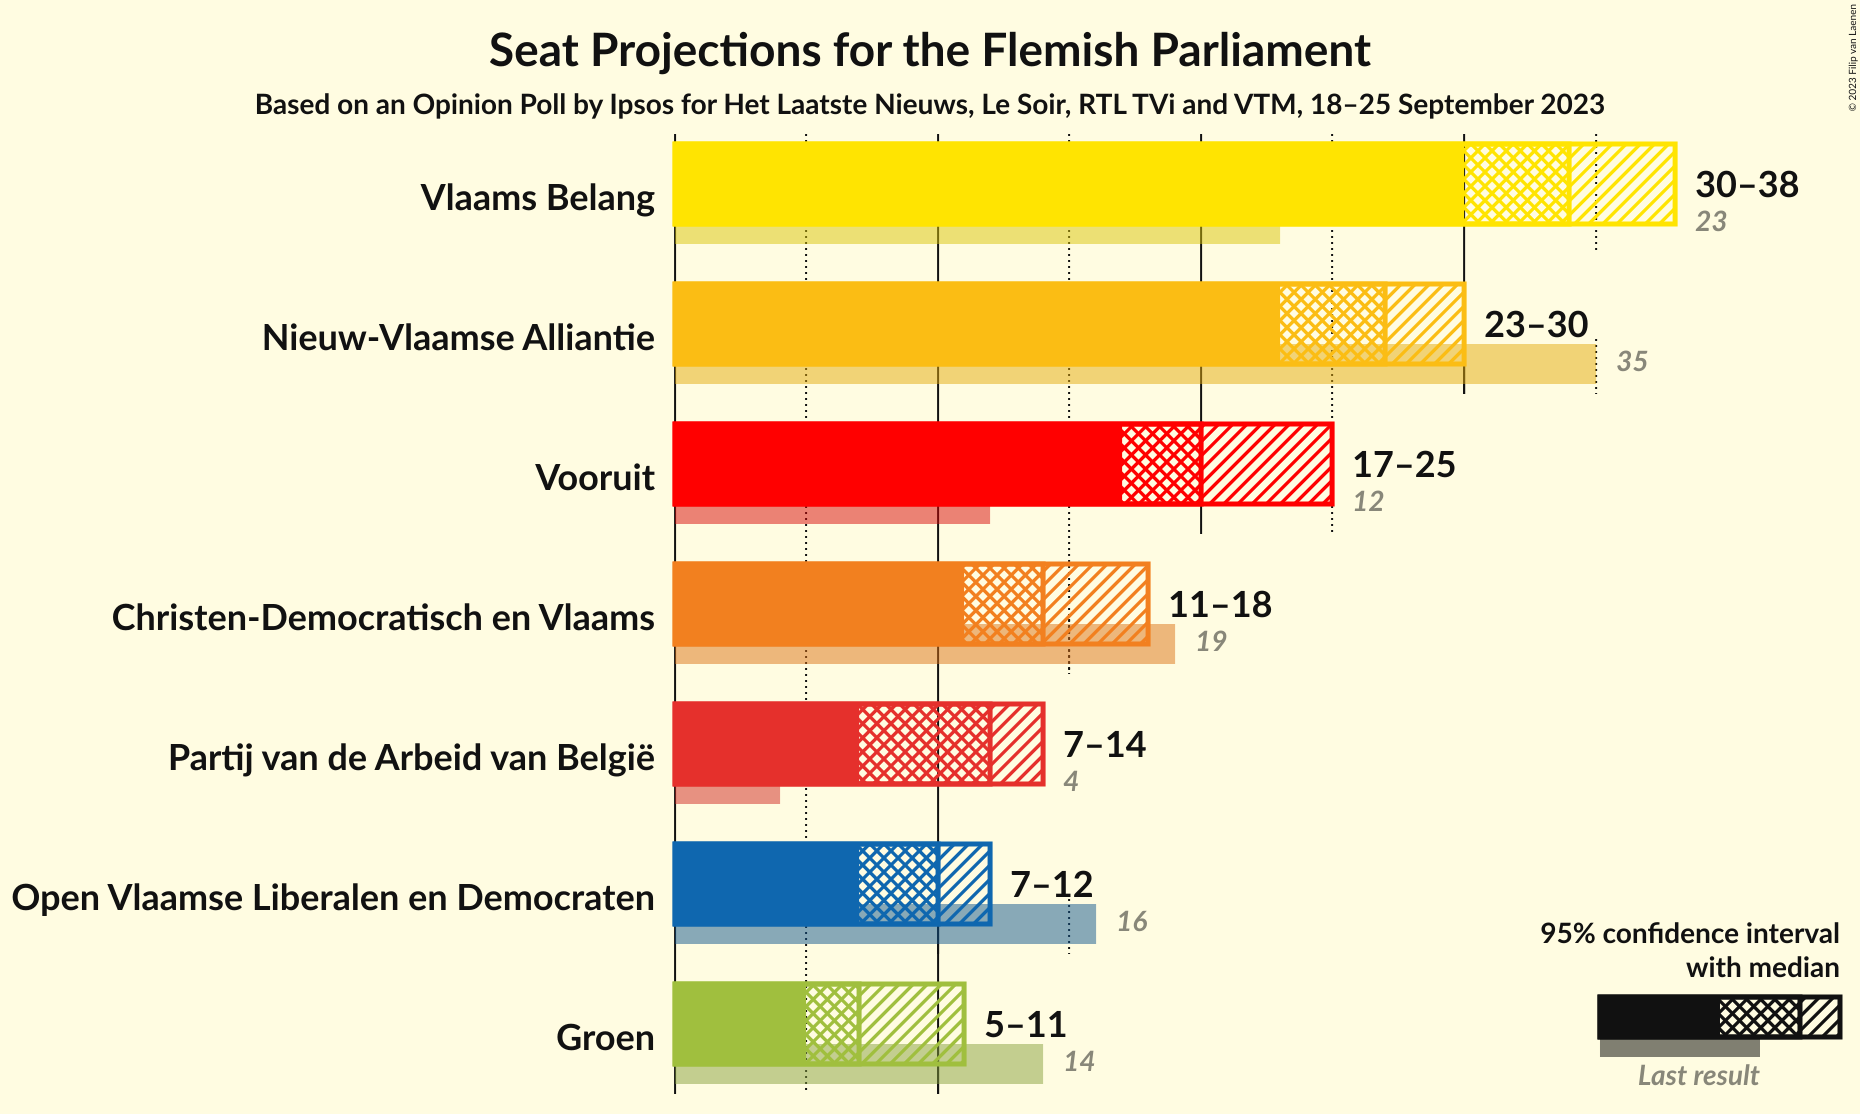 Seat Projections for the Flemish Parliament
Based on an Opinion Poll by Ipsos for Het Laatste Nieuws, Le Soir, RTL TVi and VTM, 18–25 September 2023
© 2023 Filip van Laenen
Vlaams Belang
30–38
23
Nieuw-Vlaamse Alliantie
23–30
35
Vooruit
17–25
12
Christen-Democratisch en Vlaams
11–18
19
Partij van de Arbeid van België
7–14
4
Open Vlaamse Liberalen en Democraten
7–12
16
Groen
5–11
14
95% confidence interval
with median
Last result